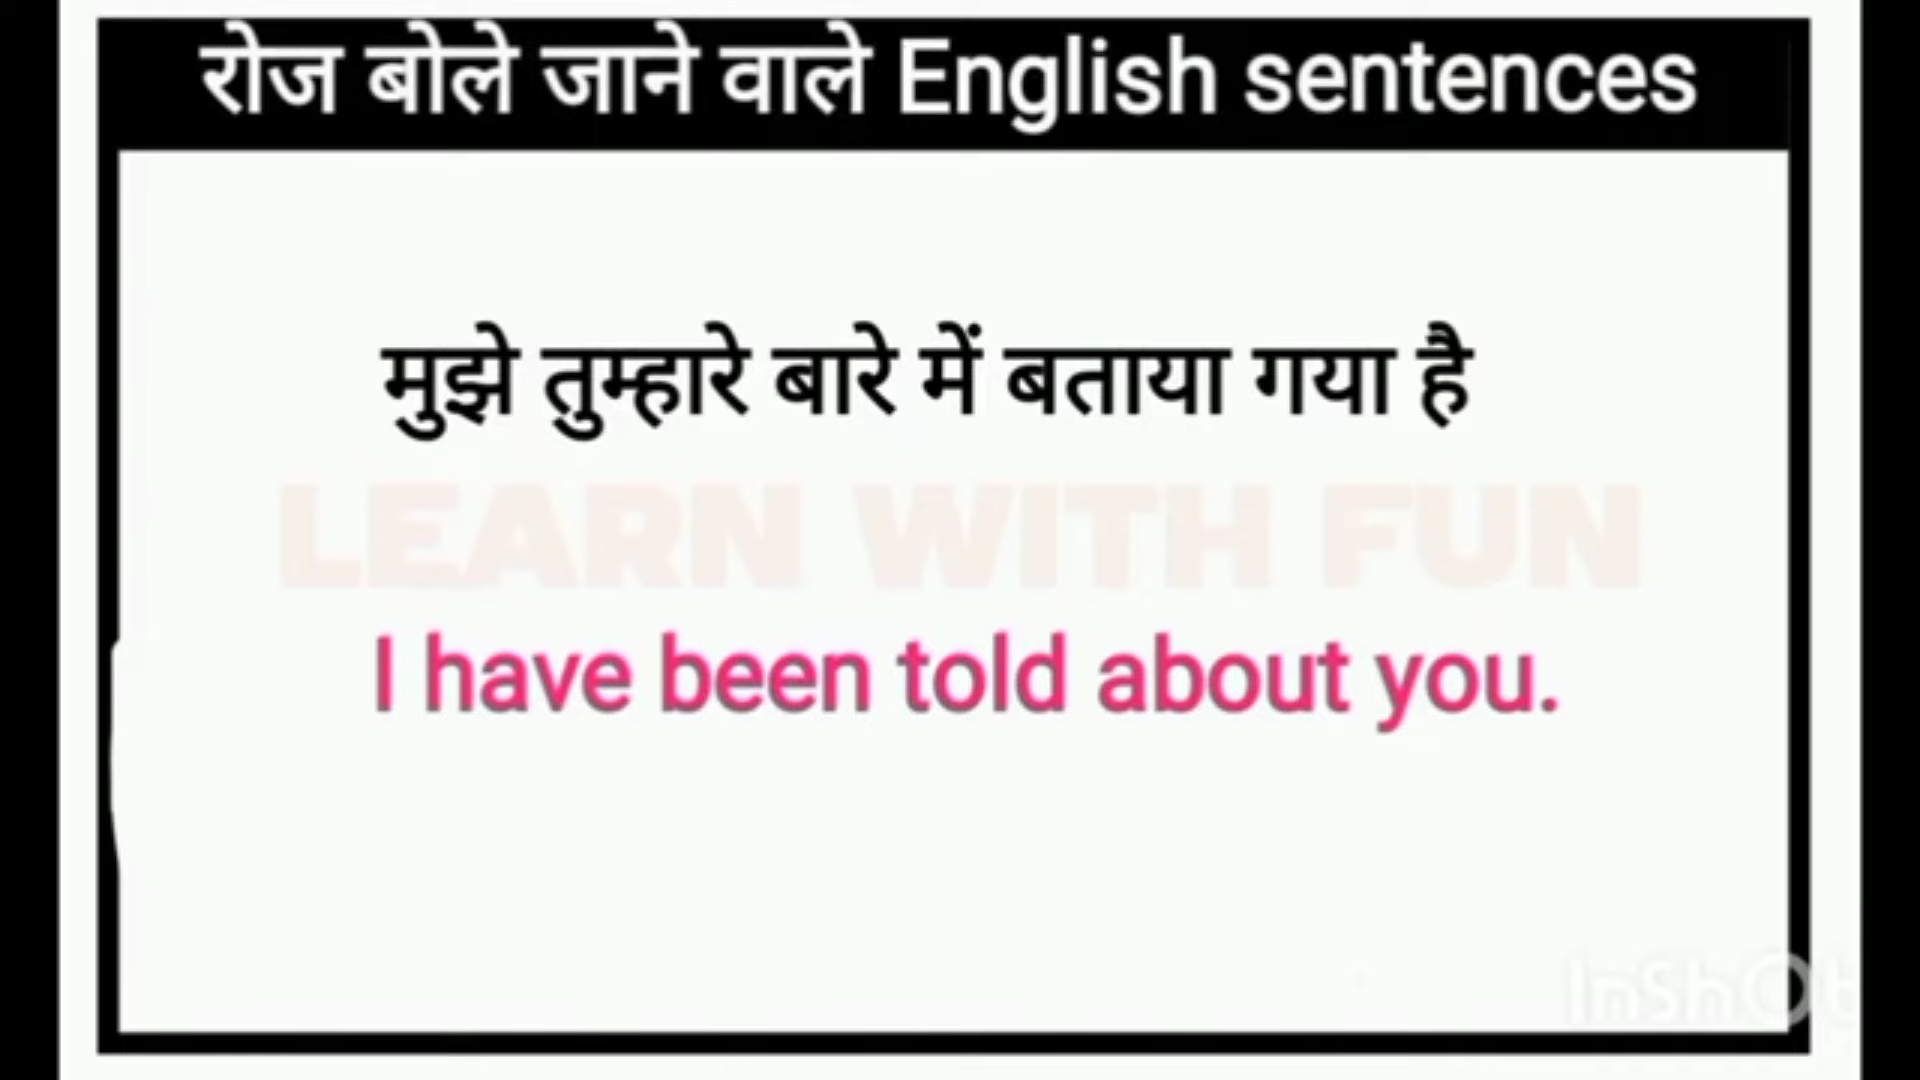 रोज बोले जाने वाले English sentences
मुझे तुम्हारे बारे में बताया गया है
LEARN WITH FUN
I have been told about you.
InShOt